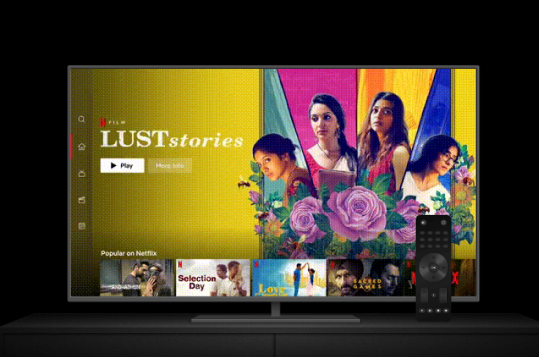 FILM
LUST stories
Play
More Info
Popular on Netflix
Selection
Day
Love
SACRED
GAMES